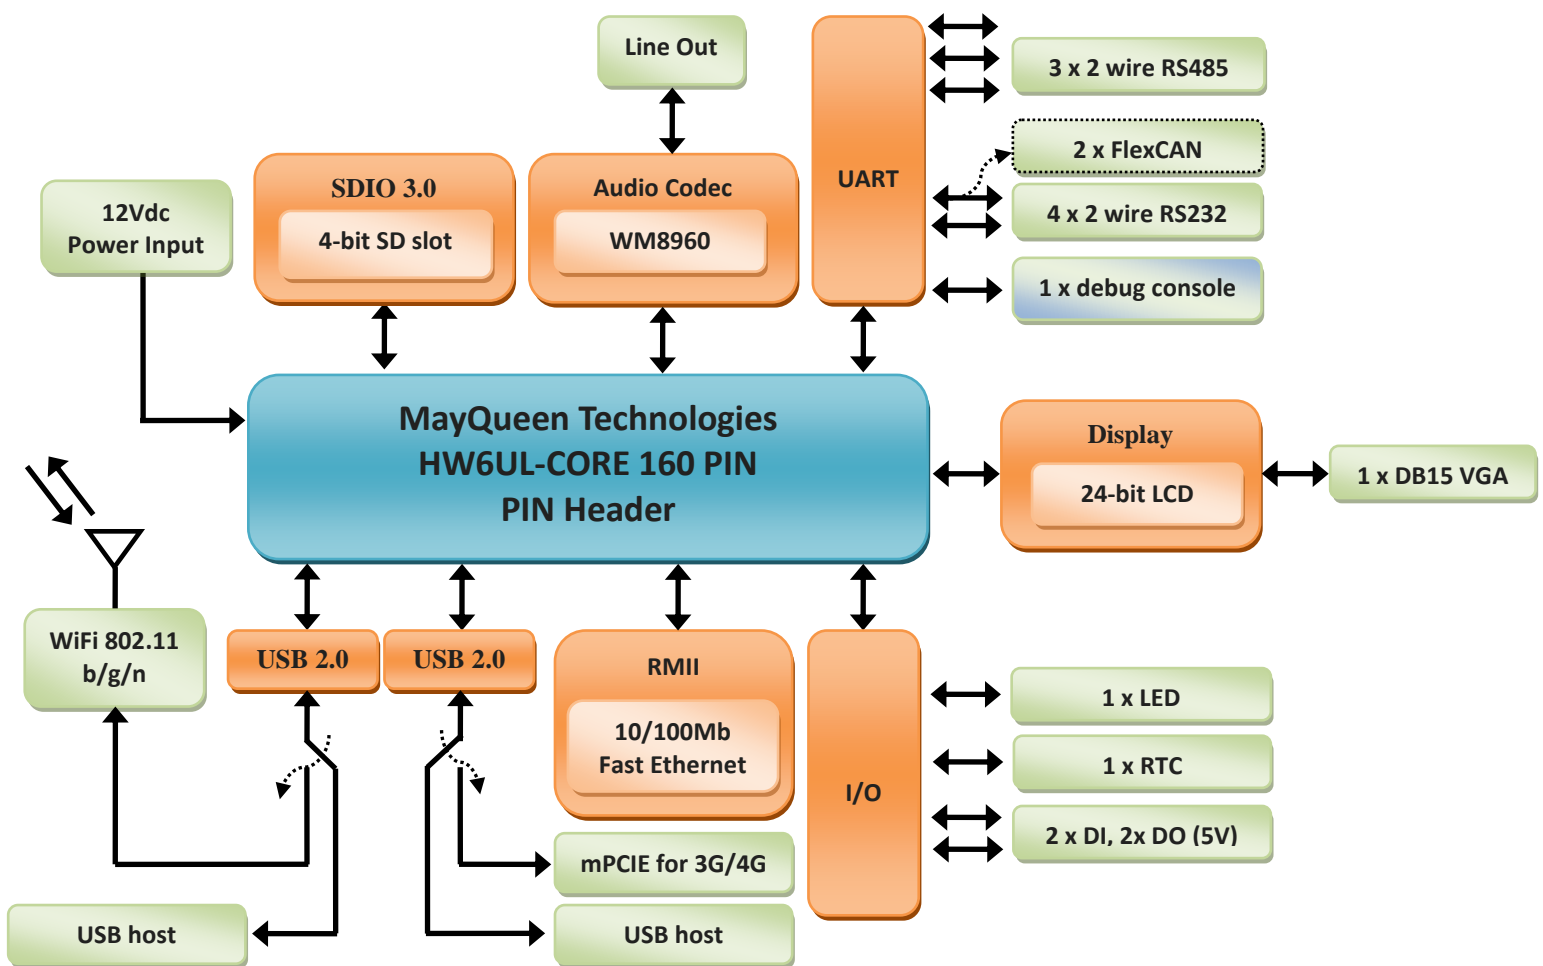 Line Out
3 x 2 wire RS485
2 x FlexCAN
UART
SDIO 3.0
4-bit SD slot
Audio Codec
WM8960
12Vdc
Power Input
4 x 2 wire RS232
1 x debug console
MayQueen Technologies
HW6UL-CORE 160 PIN
PIN Header
Display
24-bit LCD
1 x DB15 VGA
WiFi 802.11
b/g/n
USB 2.0
USB 2.0
RMII
10/100Mb
Fast Ethernet
I/O
1 x LED
1 x RTC
2 x DI, 2x DO (5V)
mPCIE for 3G/4G
USB host
USB host